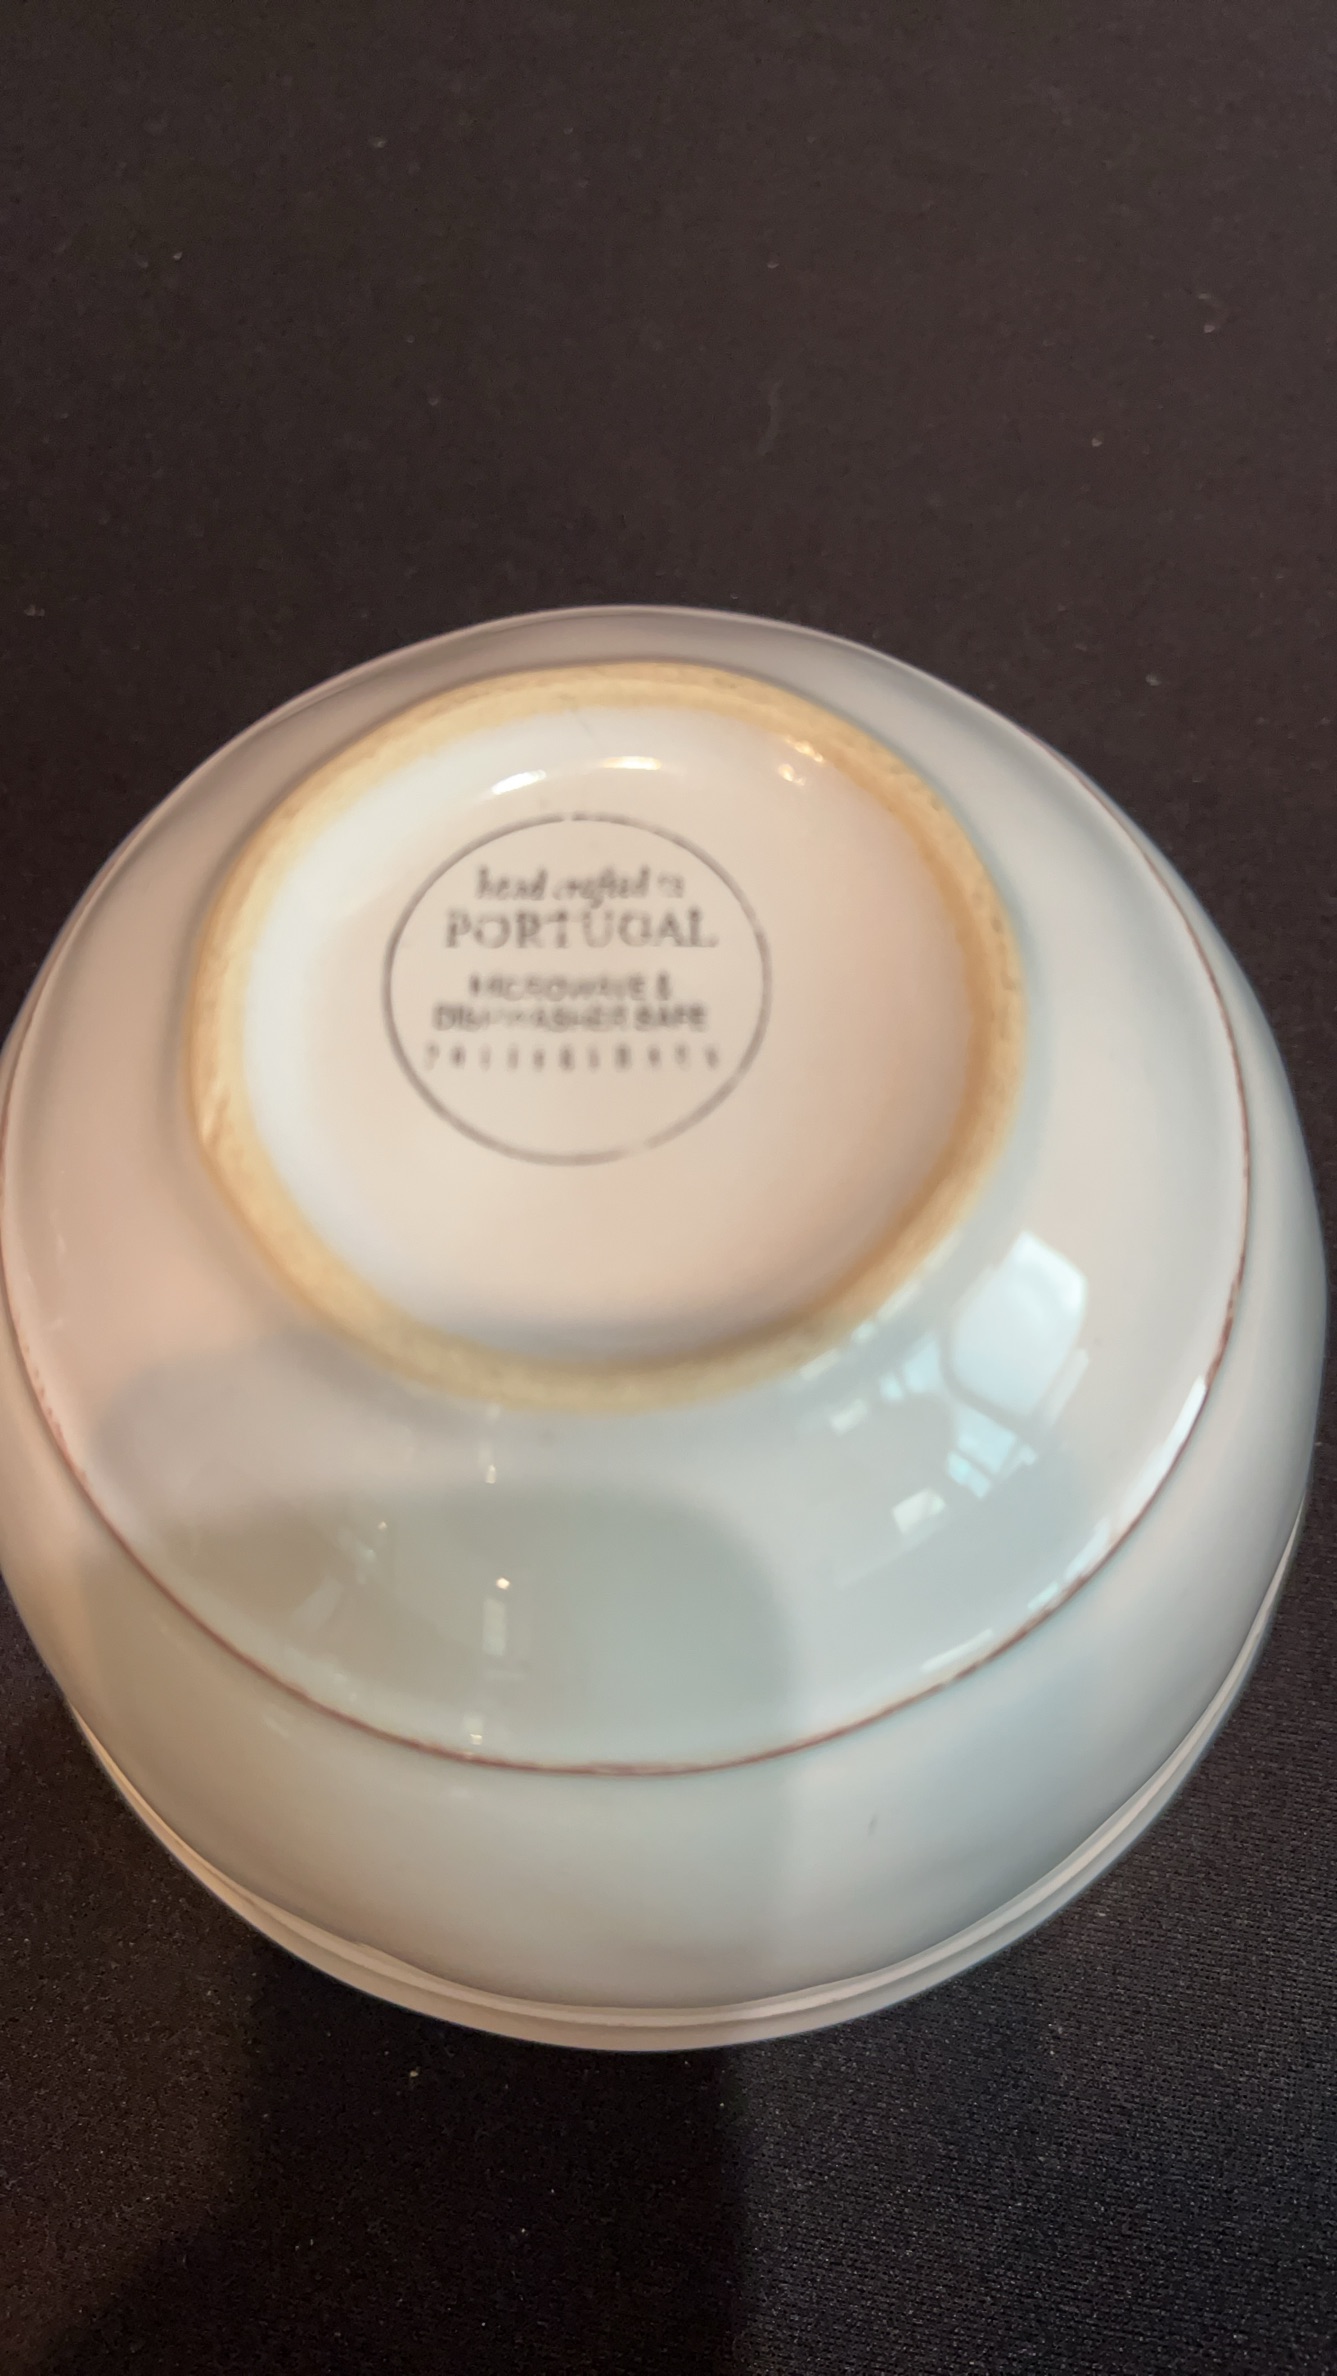 hand crafted in
PORTUGAL
MICROWAVE &
DISHWASHER SAFE